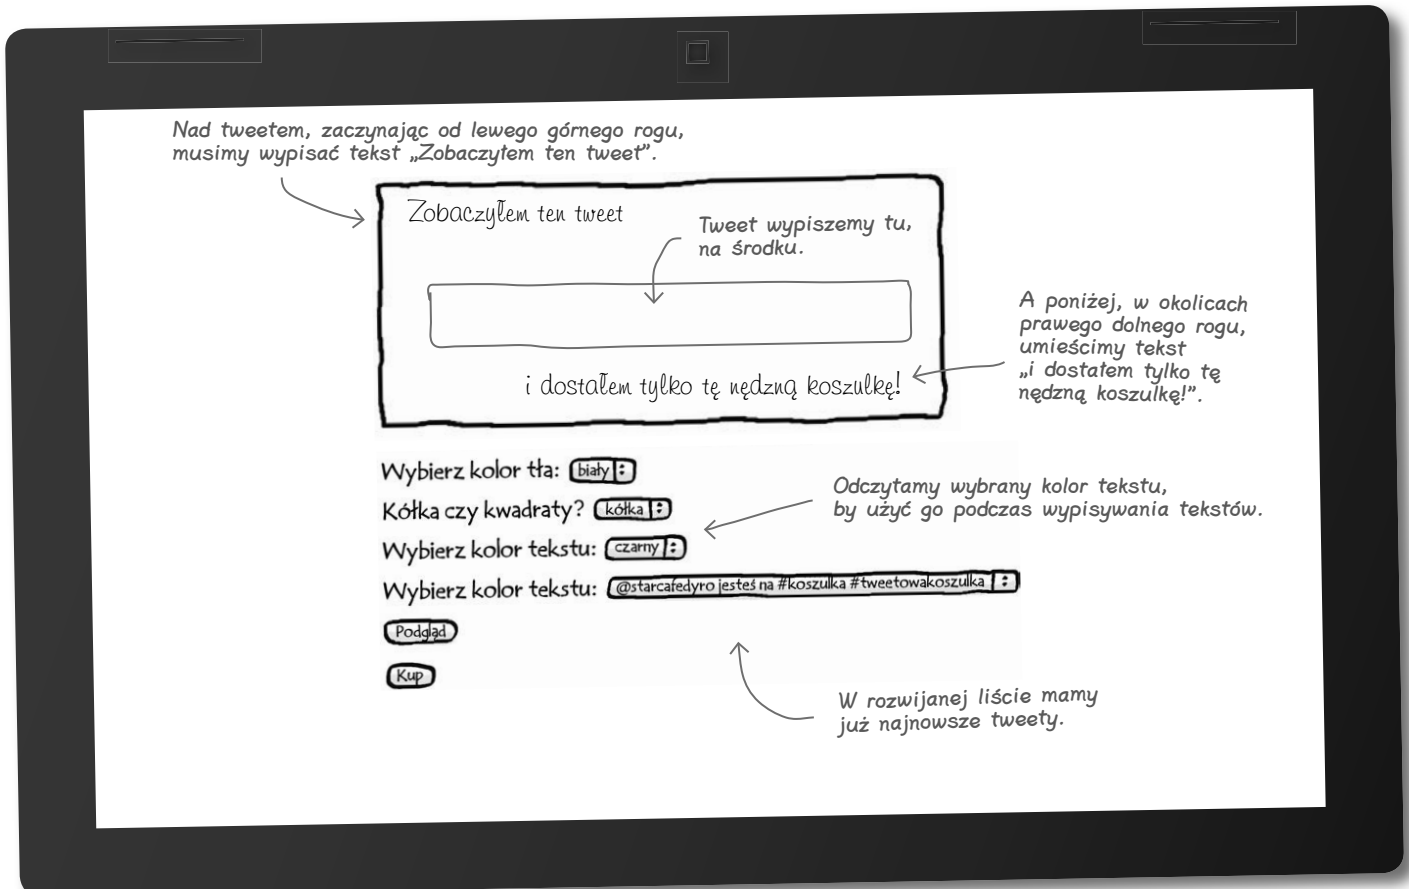 Nad tweetem, zaczynając od lewego górnego rogu,
musimy wypisać tekst „Zobaczyłem ten tweet”.
Zobaczyłem ten tweet
Tweet wypiszemy tu,
na środku.
A poniżej, w okolicach
prawego dolnego rogu,
umieścimy tekst
„i dostałem tylko tę
nędzną koszulkę!”.
i dostałem tylko tę nędzną koszulkę!
Wybierz kolor tła: biały
Kółka czy kwadraty? kółka
Wybierz kolor tekstu: czarny
Odczytamy wybrany kolor tekstu,
by użyć go podczas wypisywania tekstów.
Wybierz kolor tekstu: @starcafedyro jesteś na #koszulka #tweetowakoszulka
Podgląd
Kup
W rozwijanej liście mamy
już najnowsze tweety.